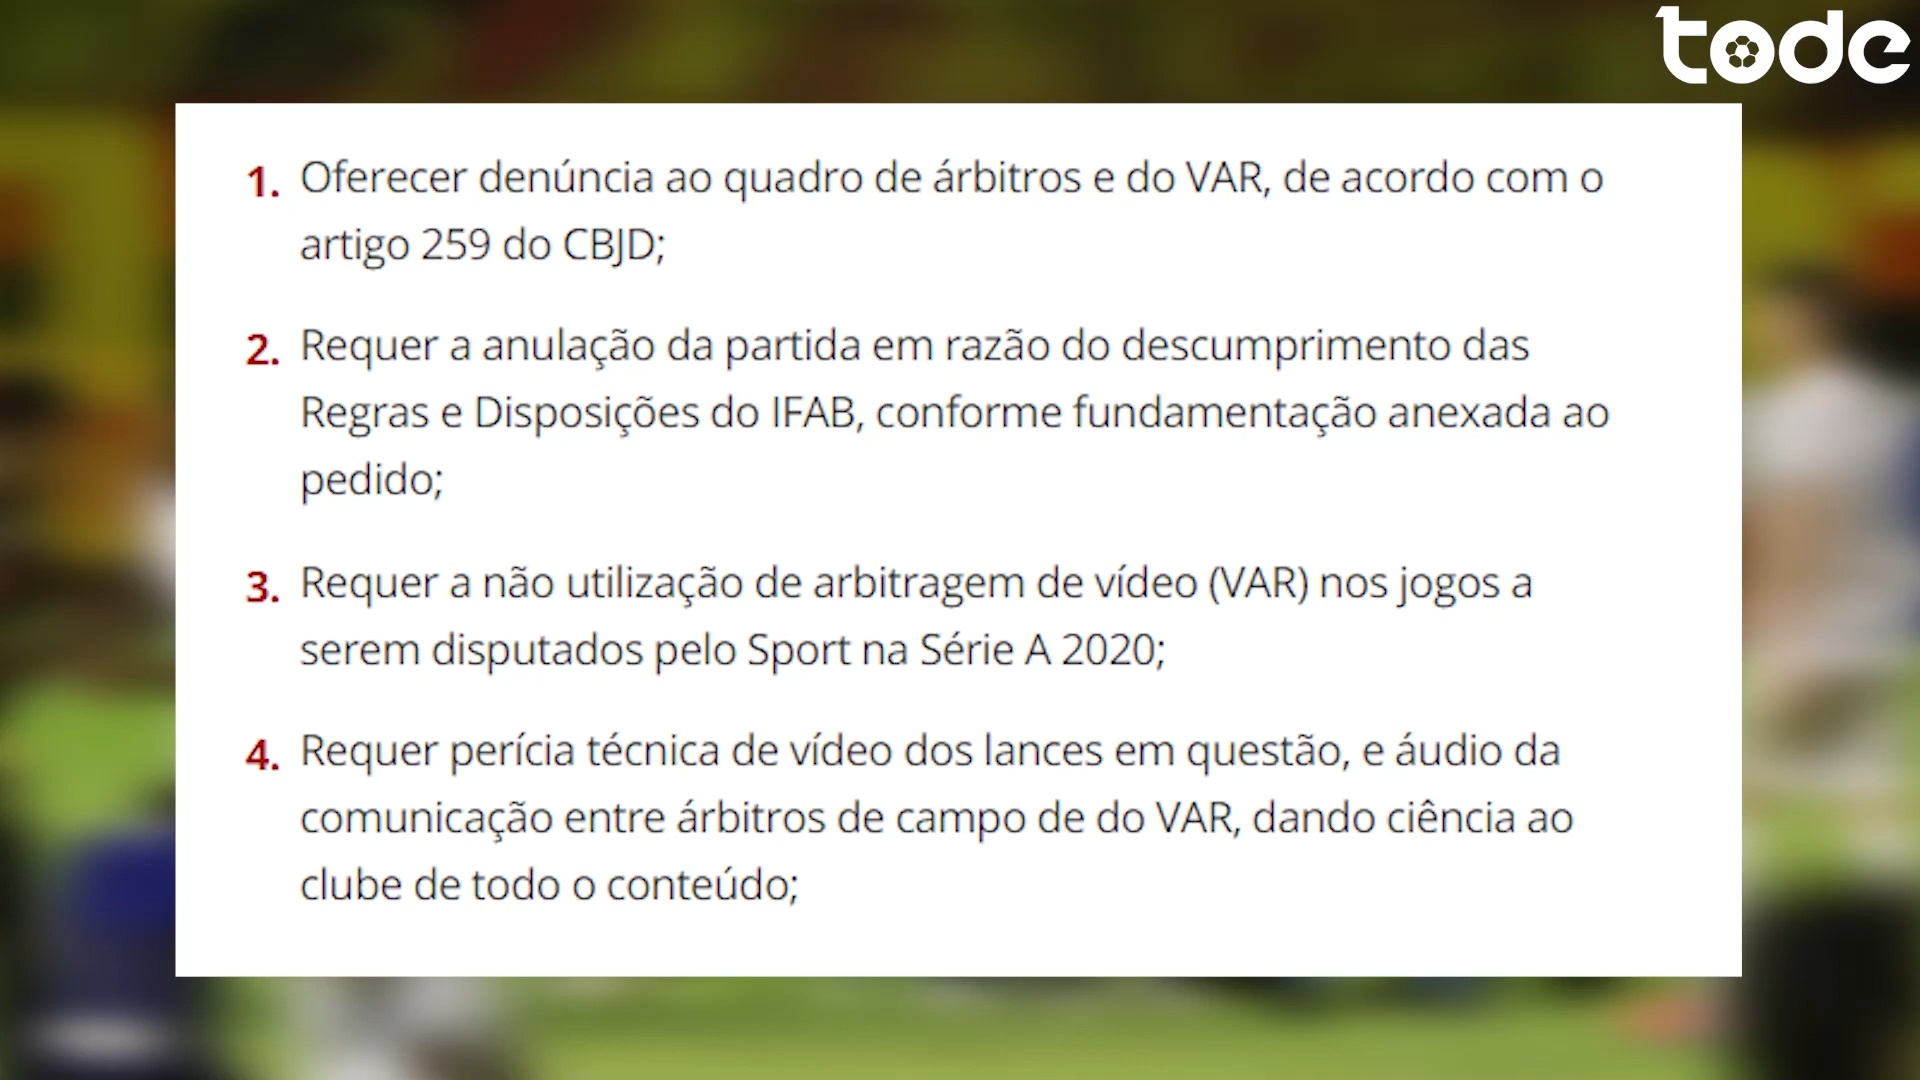 tode
1. Oferecer denúncia ao quadro de árbitros e do VAR, de acordo com o
artigo 259 do CBJD;
2. Requer a anulação da partida em razão do descumprimento das
Regras e Disposições do IFAB, conforme fundamentação anexada ao
pedido;
3. Requer a não utilização de arbitragem de vídeo (VAR) nos jogos a
serem disputados pelo Sport na Série A 2020;
4. Requer perícia técnica de vídeo dos lances em questão, e áudio da
comunicação entre árbitros de campo de do VAR, dando ciência ao
clube de todo o conteúdo;